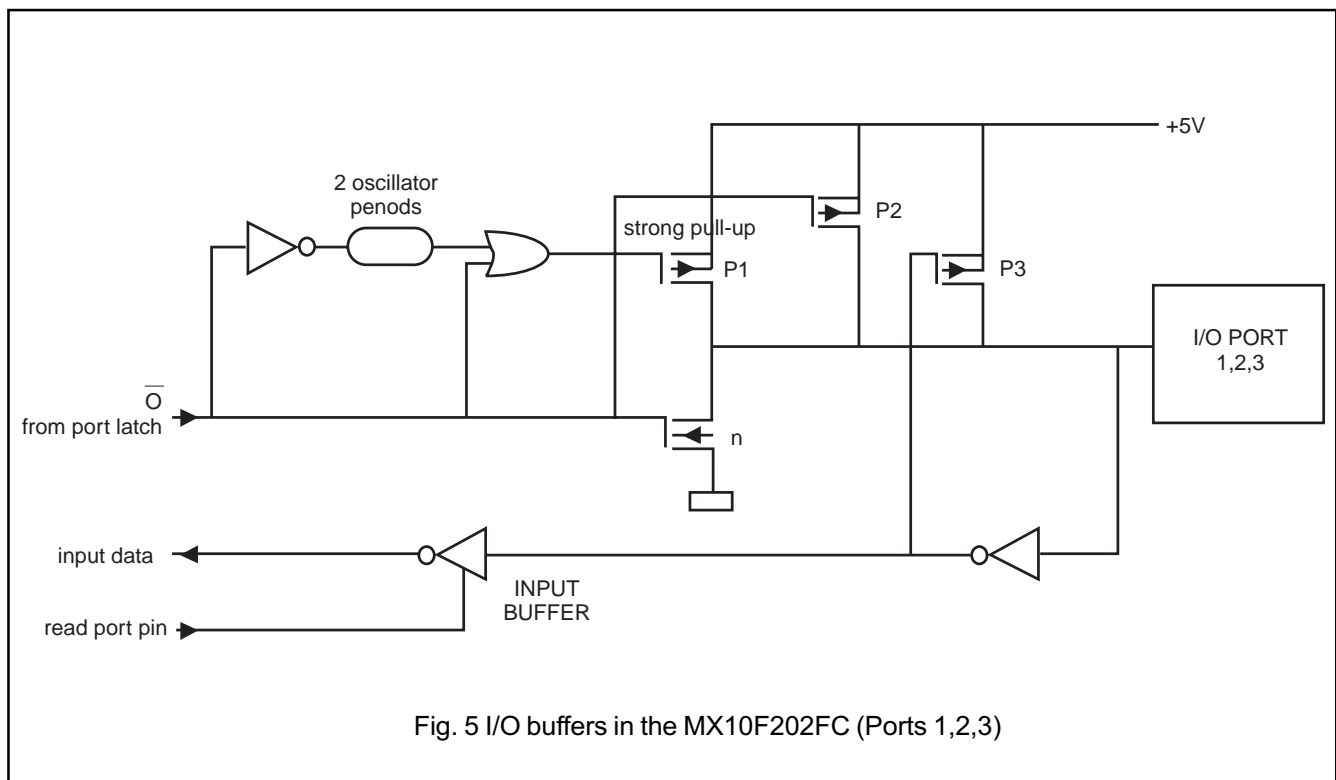 +5V
2 oscillator
penods
P2
strong pull-up
P1
P3
I/O PORT
1,2,3
O̅
from port latch
n
input data
INPUT
BUFFER
read port pin
Fig. 5 I/O buffers in the MX10F202FC (Ports 1,2,3)